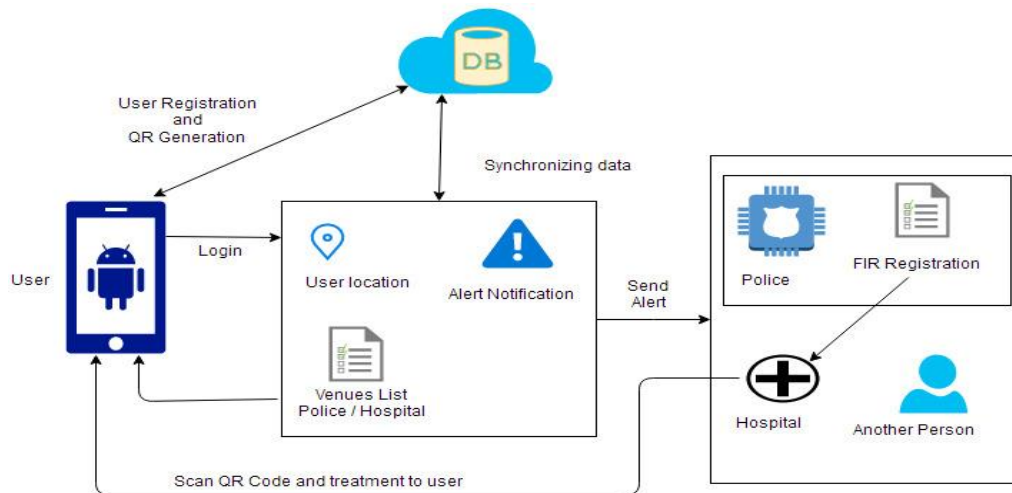 DB
User Registration
and
QR Generation
Synchronizing data
User
Login
User location
Alert Notification
Venues List
Police / Hospital
Send
Alert
Police
FIR Registration
Hospital
Another Person
Scan QR Code and treatment to user